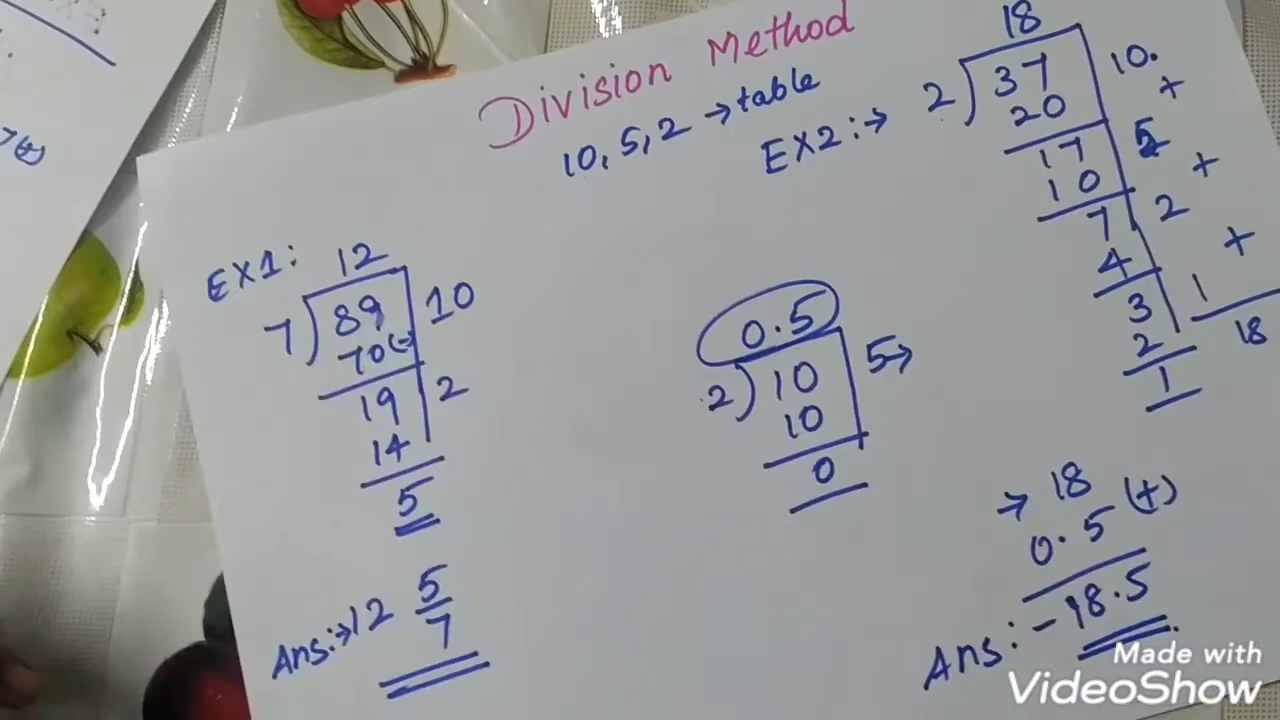 Division Method
10, 5, 2 → table
EX1:
12
7) 89 10
70(-)
19 2
14
5
Ans:→ 12 5/7
0.5
2) 10 5→
10
0
EX2:→
18
2) 37 10.
20 +
17 5
10 +
7 2
4 +
3 1
2 18
1
→ 18
0.5 (+)
Ans:- 18.5
Made with
VideoShow